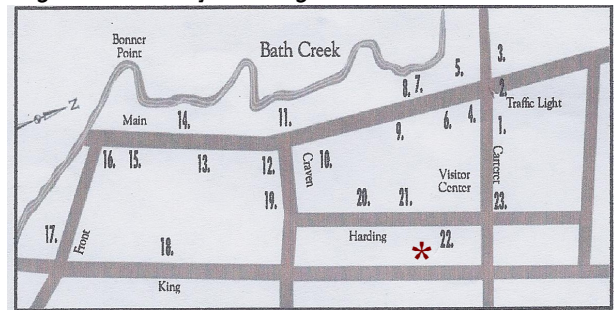 Bonner
Point
Bath Creek
3.
5.
8. 7.
2.
Traffic Light
N
Main
14.
11.
9.
6.
4.
1.
16.
15.
13.
12.
Craven
10.
Carteret
Visitor
Center
19.
20.
21.
23.
17.
Front
18.
Harding
*
22.
King